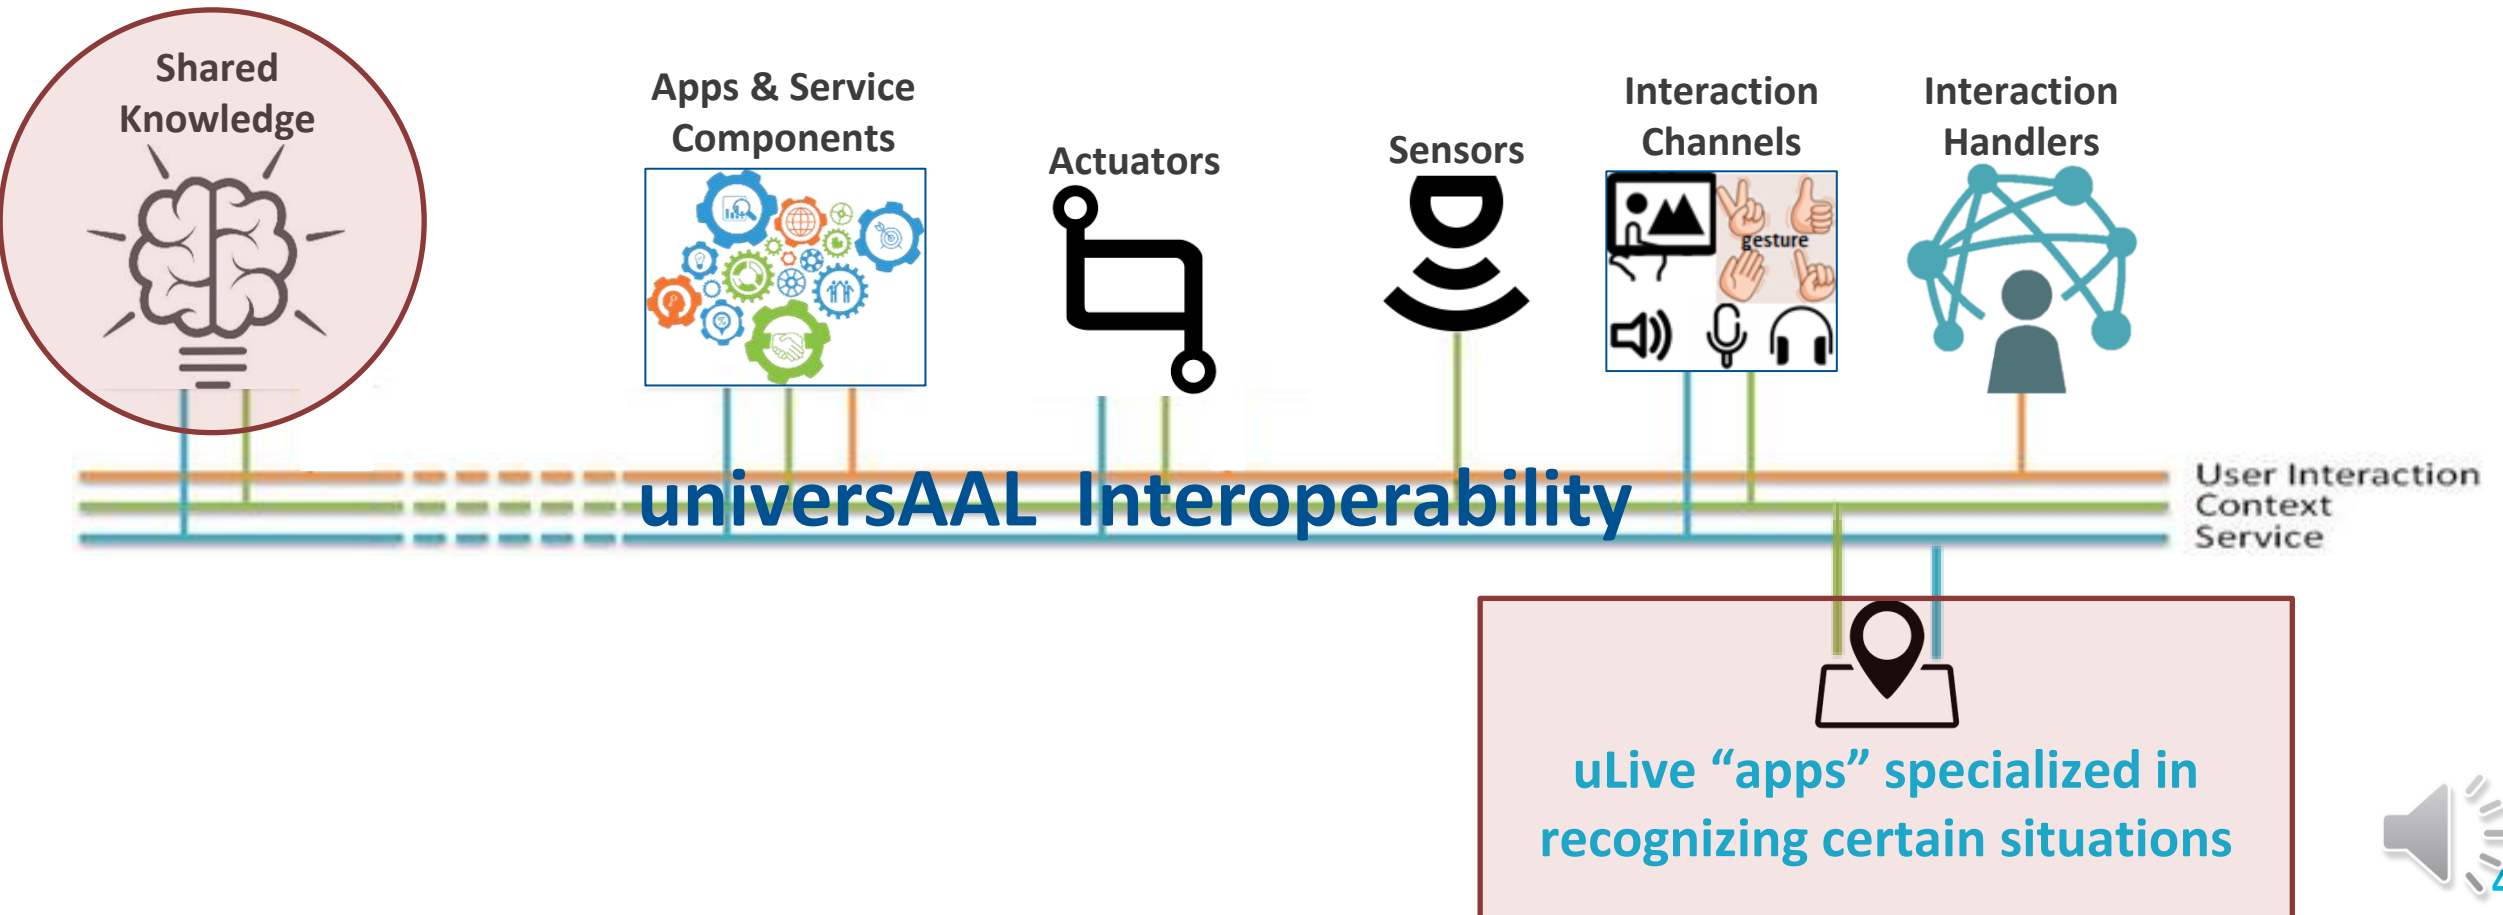 Shared
Knowledge
Apps & Service
Components
Actuators
Sensors
Interaction
Channels
gesture
Interaction
Handlers
universAAL Interoperability
User Interaction
Context
Service
uLive “apps” specialized in
recognizing certain situations